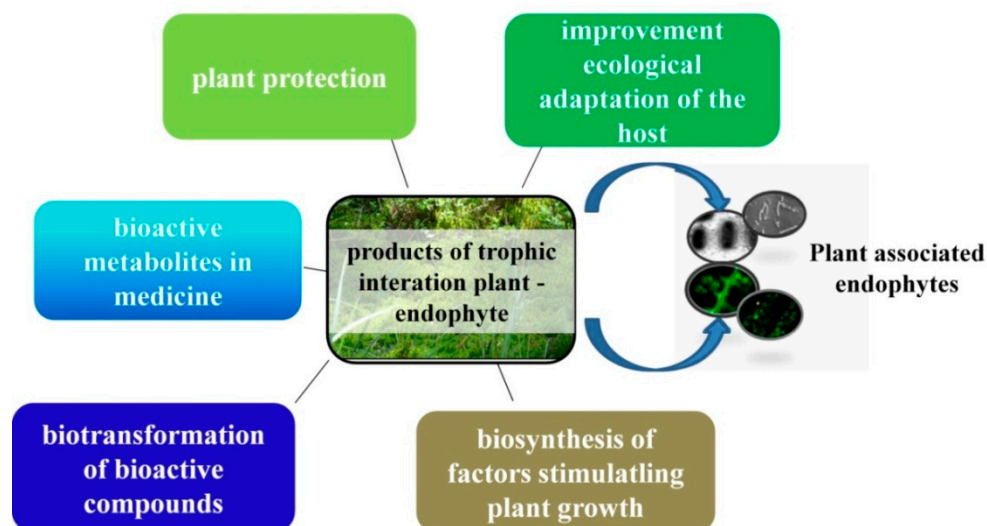 plant protection
improvement
ecological
adaptation of the
host
bioactive
metabolites in
medicine
products of trophic
interation plant -
endophyte
Plant associated
endophytes
biotransformation
of bioactive
compounds
biosynthesis of
factors stimulatling
plant growth